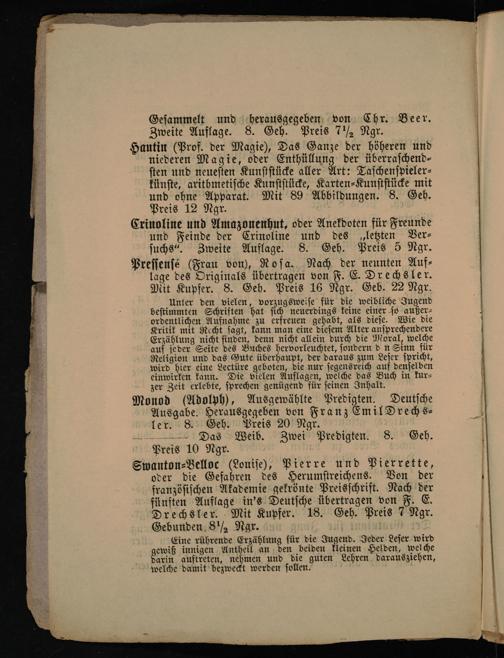 Gesammelt und herausgegeben von Chr. Beer.
Zweite Auflage. 8. Geh. Preis 7½ Ngr.
Hautin (Prof. der Magie), Das Ganze der höheren und
niederen Magie, oder Enthüllung der überraschend-
sten und neuesten Kunststücke aller Art: Taschenspieler-
künste, arithmetische Kunststücke, Karten-Kunststücke mit
und ohne Apparat. Mit 89 Abbildungen. 8. Geh.
Preis 12 Ngr.
Crinoline und Amazonenhut, oder Anekdoten für Freunde
und Feinde der Crinoline und des „letzten Ver-
suchs“. Zweite Auflage. 8. Geh. Preis 5 Ngr.
Pressensé (Frau von), Rosa. Nach der neunten Auf-
lage des Originals übertragen von F. E. Drechsler.
Mit Kupfer. 8. Geh. Preis 16 Ngr. Geb. 22 Ngr.
Unter den vielen, vorzugsweise für die weibliche Jugend
bestimmten Schriften hat sich neuerdings keine einer so außer-
ordentlichen Aufnahme zu erfreuen gehabt, als diese. Wie die
Kritik mit Recht sagt, kann man eine diesem Alter ansprechendere
Erzählung nicht finden, denn nicht allein durch die Moral, welche
auf jeder Seite des Buches hervorleuchtet, sondern d n Sinn für
Religion und das Gute überhaupt, der daraus zum Leser spricht,
wird hier eine Lectüre geboten, die nur segensreich auf denselben
einwirken kann. Die vielen Auflagen, welche das Buch in kur-
zer Zeit erlebte, sprechen genügend für seinen Inhalt.
Monod (Adolph), Ausgewählte Predigten. Deutsche
Ausgabe. Herausgegeben von Franz Emil Drechs-
ler. 8. Geh. Preis 20 Ngr.
Das Weib. Zwei Predigten. 8. Geh.
Preis 10 Ngr.
Swanton-Belloc (Louise), Pierre und Pierrette,
oder die Gefahren des Herumstreichens. Von der
französischen Akademie gekrönte Preisschrift. Nach der
fünften Auflage in's Deutsche übertragen von F. E.
Drechsler. Mit Kupfer. 18. Geh. Preis 7 Ngr.
Gebunden 8½ Ngr.
Eine rührende Erzählung für die Jugend. Jeder Leser wird
gewiß innigen Antheil an den beiden kleinen Helden, welche
darin auftreten, nehmen und die guten Lehren darausziehen,
welche damit bezweckt werden sollen.